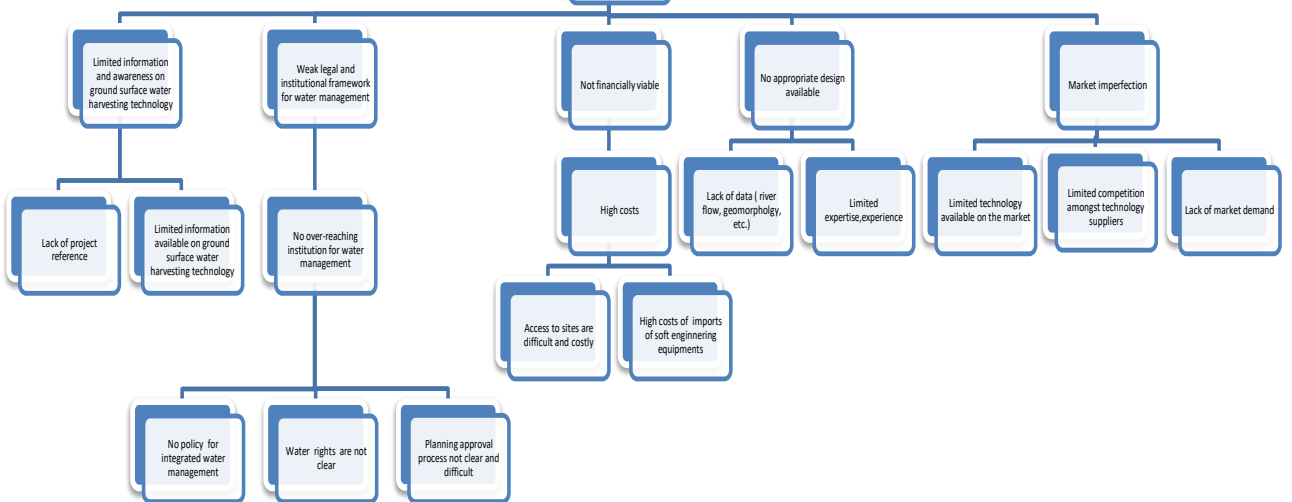 Limited information
and awareness on
ground surface water
harvesting technology
Weak legal and
institutional framework
for water management
Not financially viable
No appropriate design
available
Market imperfection
Lack of project
reference
Limited information
available on ground
surface water
harvesting technology
No over-reaching
institution for water
management
High costs
Lack of data ( river
flow, geomorpholgy,
etc.)
Limited
expertise,experience
Limited technology
available on the market
Limited competition
amongst technology
suppliers
Lack of market demand
Access to sites are
difficult and costly
High costs of imports
of soft enginnering
equipments
No policy for
integrated water
management
Water rights are not
clear
Planning approval
process not clear and
difficult